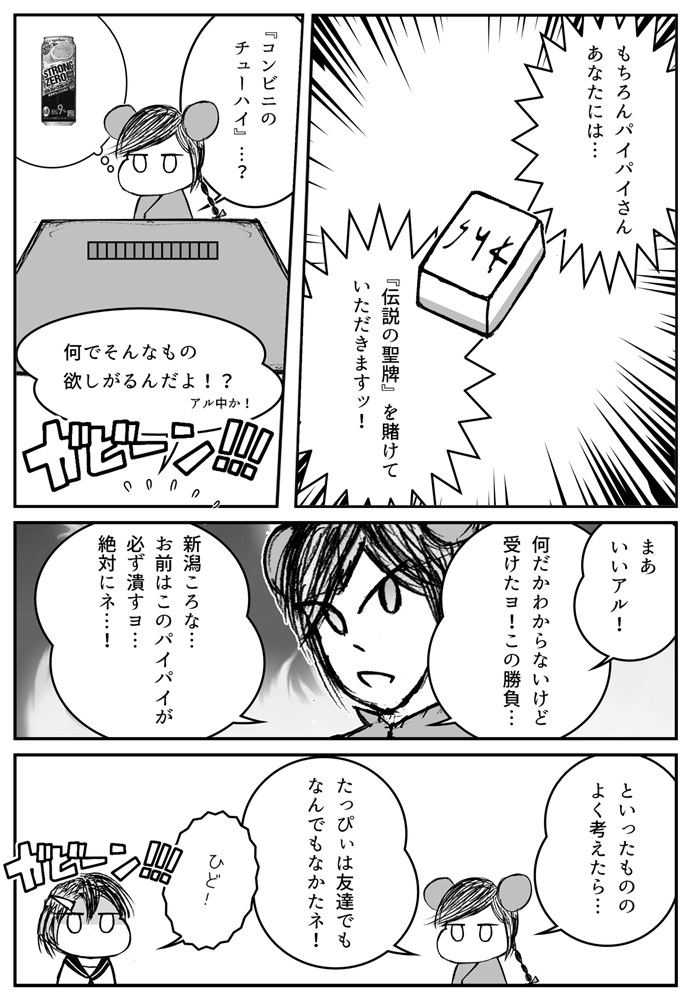 もちろんパイパイさん
あなたには…
『伝説の聖牌』を賭けて
いただきますッ！
『コンビニの
チューハイ』…？
STRONG
ZERO
9%
何でそんなもの
欲しがるんだよ！？
アル中か！
ガビーン!!!
まあ
いいアル！
何だかわからないけど
受けたョ！この勝負…
新潟ころな…
お前はこのパイパイが
必ず潰すョ…
絶対にネ…！
といったものの
よく考えたら…
たっぴぃは友達でも
なんでもなかたネ！
ひど！
ガビーン!!!